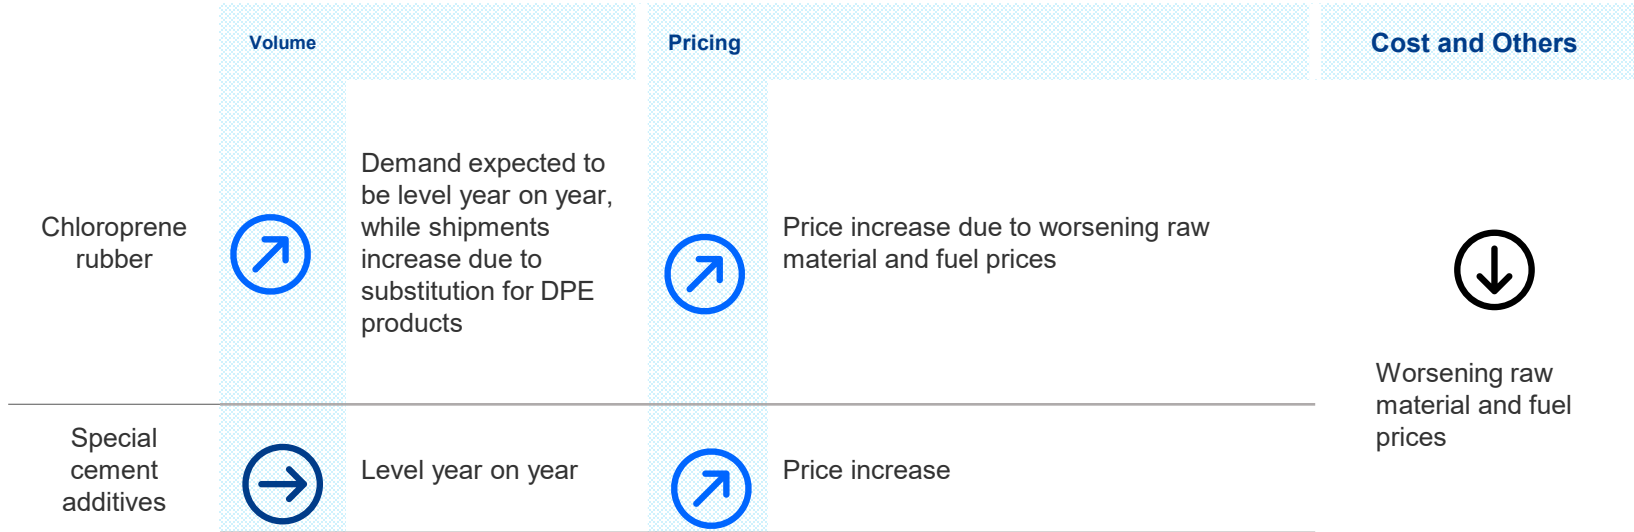 Volume
Pricing
Cost and Others
Chloroprene
rubber
Demand expected to
be level year on year,
while shipments
increase due to
substitution for DPE
products
Price increase due to worsening raw
material and fuel prices
Worsening raw
material and fuel
prices
Special
cement
additives
Level year on year
Price increase